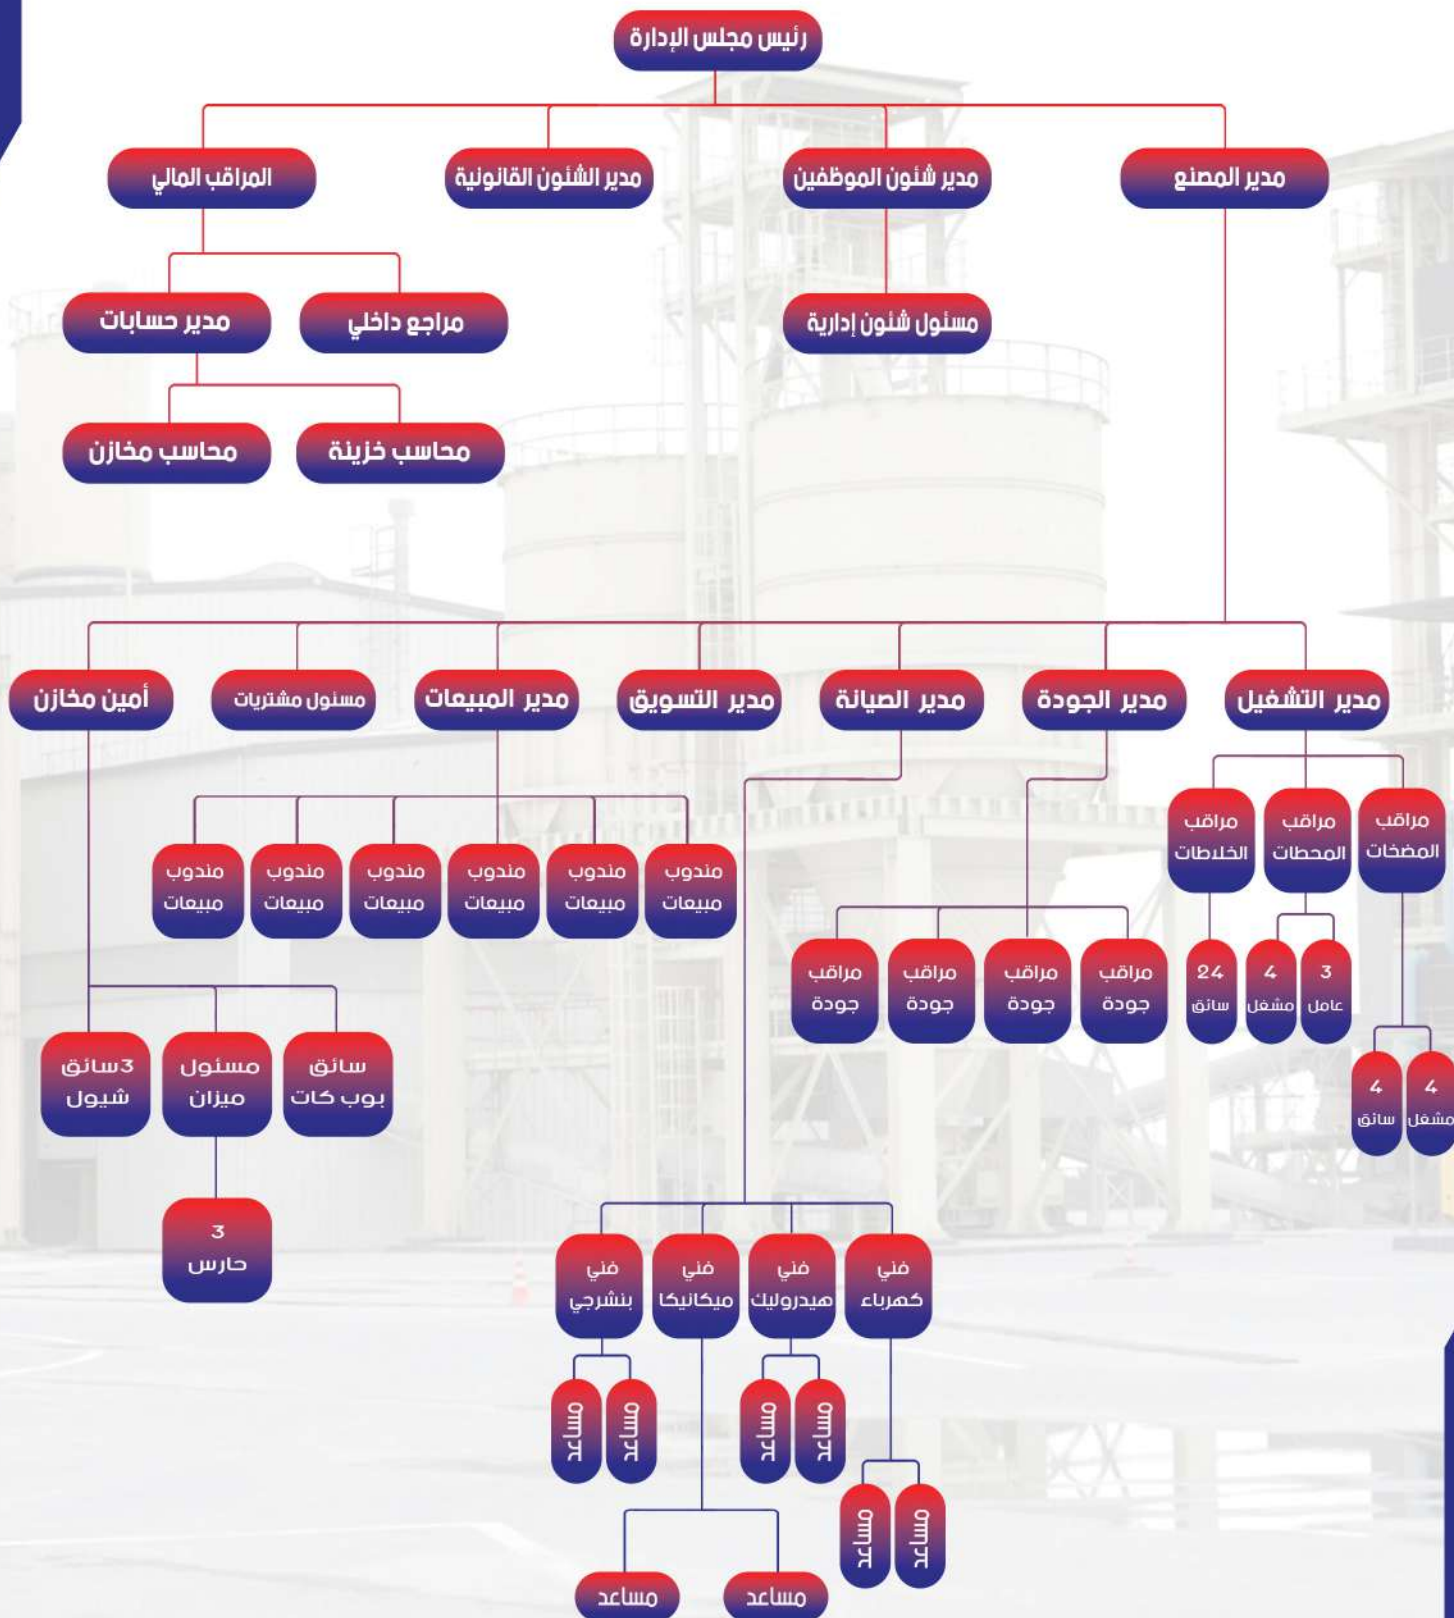 رئيس مجلس الإدارة
مدير المصنع
مدير شئون الموظفين
مدير الشئون القانونية
المراقب المالي
مسئول شئون إدارية
مراجع داخلي
مدير حسابات
محاسب خزينة
محاسب مخازن
مدير التشغيل
مدير الجودة
مدير الصيانة
مدير التسويق
مدير المبيعات
مسئول مشتريات
أمين مخازن
مراقب
المضخات
مراقب
المحطات
مراقب
الخلاطات
مندوب
مبيعات
مندوب
مبيعات
مندوب
مبيعات
مندوب
مبيعات
مندوب
مبيعات
مندوب
مبيعات
3
عامل
4
مشغل
24
سائق
مراقب
جودة
مراقب
جودة
مراقب
جودة
مراقب
جودة
4
مشغل
4
سائق
سائق
بوب كات
مسئول
ميزان
3سائق
شيول
3
حارس
فني
كهرباء
فني
هيدروليك
فني
ميكانيكا
فني
بنشرجي
مساعد
مساعد
مساعد
مساعد
مساعد
مساعد
مساعد
مساعد